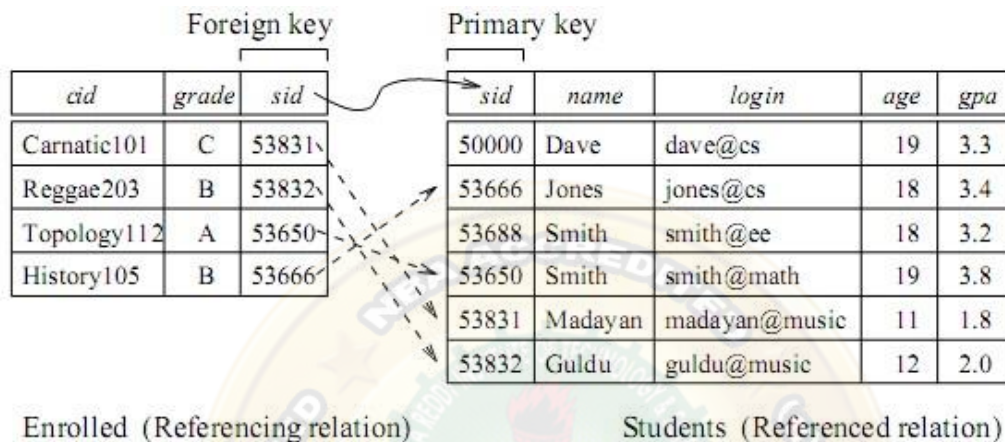 Foreign key Primary key
cid grade sid sid name login age gpa
Carnatic101 C 53831 50000 Dave dave@cs 19 3.3
Reggae203 B 53832 53666 Jones jones@cs 18 3.4
Topology112 A 53650 53688 Smith smith@ee 18 3.2
History105 B 53666 53650 Smith smith@math 19 3.8
53831 Madayan madayan@music 11 1.8
53832 Guldu guldu@music 12 2.0
Enrolled (Referencing relation) Students (Referenced relation)